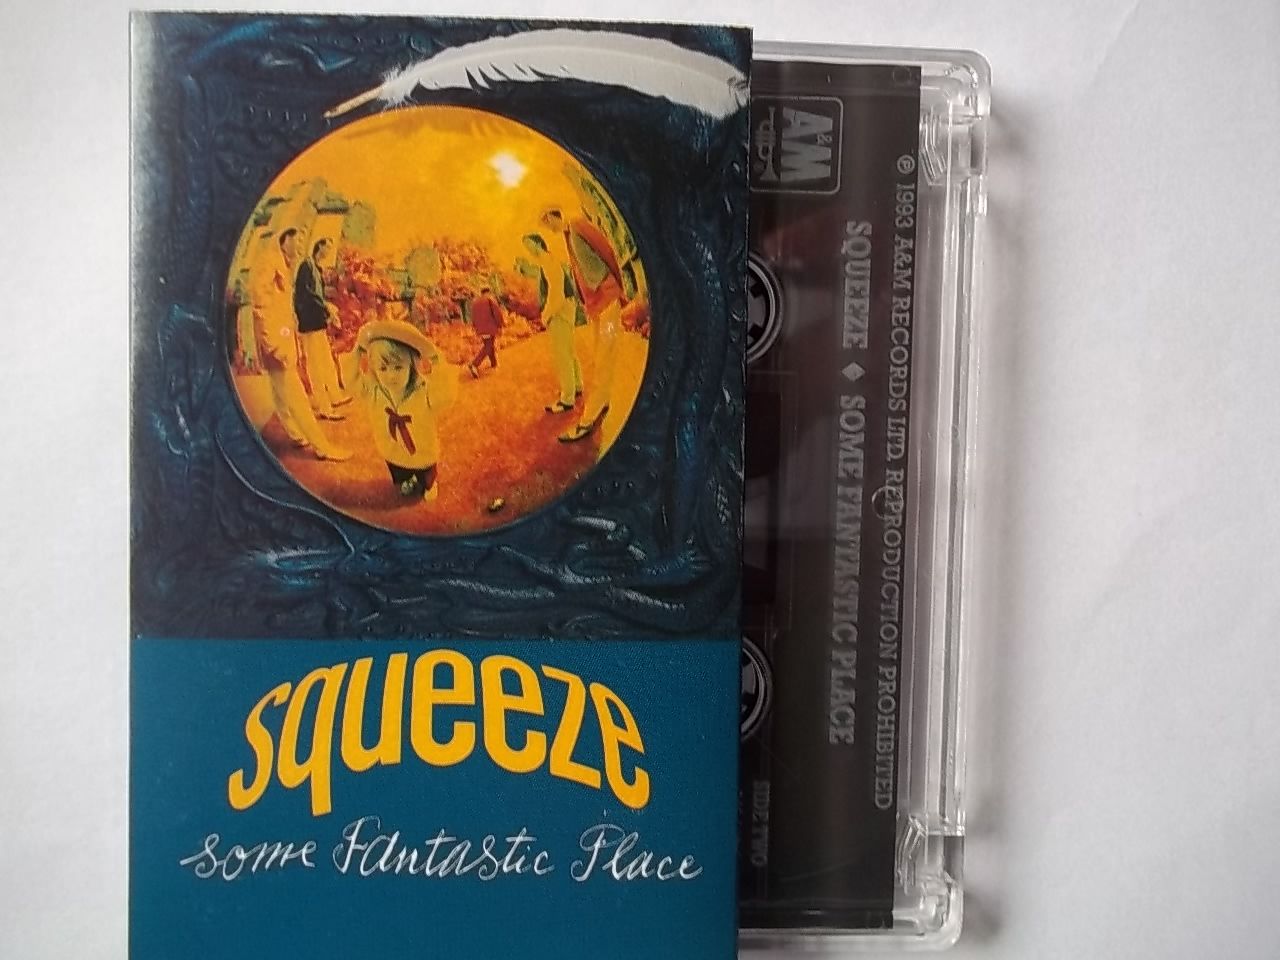 squeeze
some Fantastic Place
A&M
℗ 1993 A&M RECORDS LTD. REPRODUCTION PROHIBITED
SQUEEZE ♦ SOME FANTASTIC PLACE
SIDE TWO